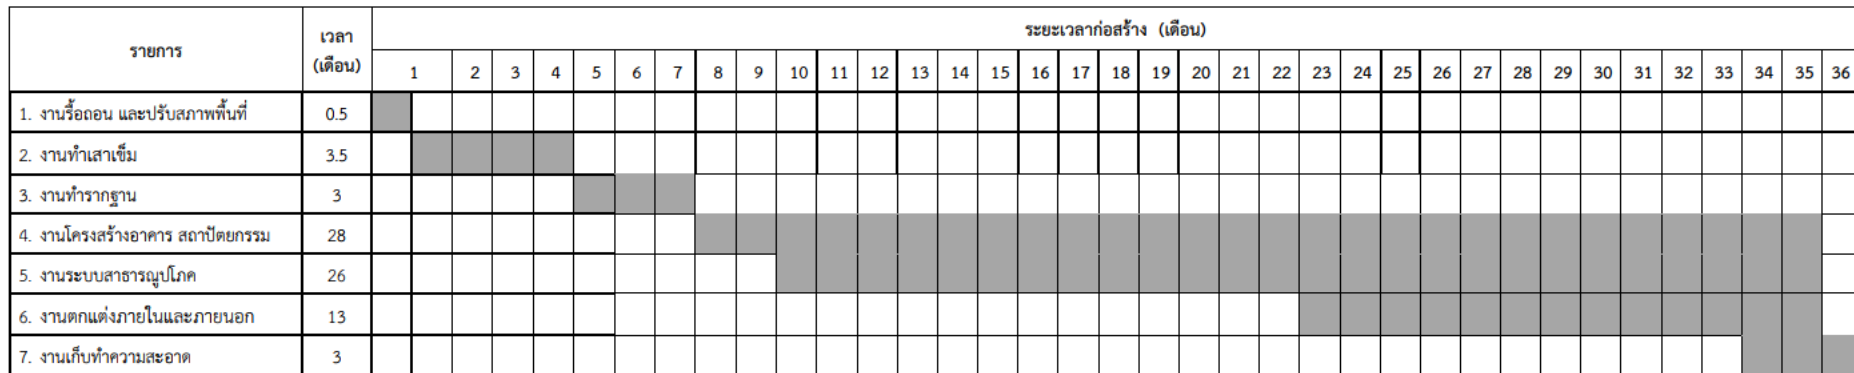 รายการ เวลา (เดือน) ระยะเวลาก่อสร้าง (เดือน)
1 2 3 4 5 6 7 8 9 10 11 12 13 14 15 16 17 18 19 20 21 22 23 24 25 26 27 28 29 30 31 32 33 34 35 36
1. งานรื้อถอน และปรับสภาพพื้นที่ 0.5
2. งานทำเสาเข็ม 3.5
3. งานทำรากฐาน 3
4. งานโครงสร้างอาคาร สถาปัตยกรรม 28
5. งานระบบสาธารณูปโภค 26
6. งานตกแต่งภายในและภายนอก 13
7. งานเก็บทำความสะอาด 3